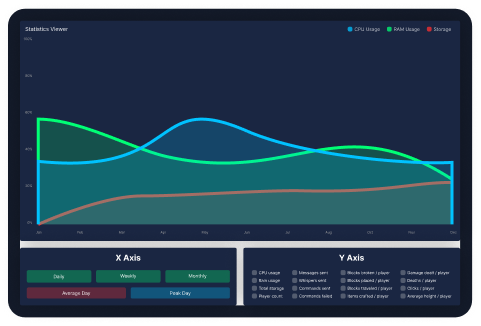 Statistics Viewer
CPU Usage RAM Usage Storage
100%
80%
60%
40%
20%
0%
Jan Feb Mar Apr May Jun Jul Aug Sep Oct Nov Dec
X Axis
Daily Weekly Monthly
Average Day Peak Day
Y Axis
CPU usage Messages sent Blocks broken / player Damage dealt / player
Ram usage Whispers sent Blocks placed / player Deaths / player
Total storage Commands sent Blocks traveled / player Clicks / player
Player count Commands failed Items crafted / player Average height / player